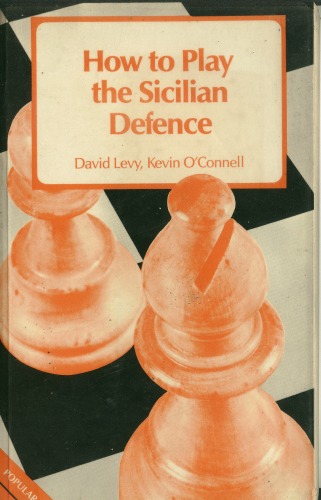 How to Play
the Sicilian
Defence
David Levy, Kevin O'Connell
POPULAR